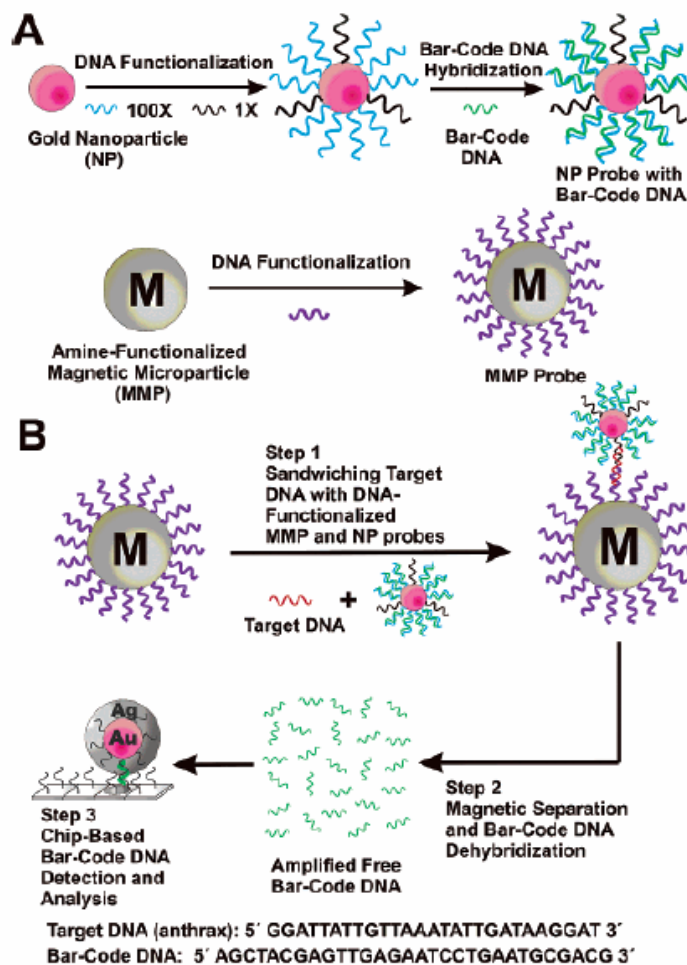 A
DNA Functionalization
100X 1X
Gold Nanoparticle
(NP)
Bar-Code DNA
Hybridization
Bar-Code
DNA
NP Probe with
Bar-Code DNA
M
DNA Functionalization
M
Amine-Functionalized
Magnetic Microparticle
(MMP)
MMP Probe
B
Step 1
Sandwiching Target
DNA with DNA-
Functionalized
MMP and NP probes
M
M
+
Target DNA
Ag
Au
Step 2
Magnetic Separation
and Bar-Code DNA
Dehybridization
Step 3
Chip-Based
Bar-Code DNA
Detection and
Analysis
Amplified Free
Bar-Code DNA
Target DNA (anthrax): 5´ GGATTATTGTTAAATATTGATAAGGAT 3´
Bar-Code DNA: 5´ AGCTACGAGTTGAGAATCCTGAATGCGACG 3´